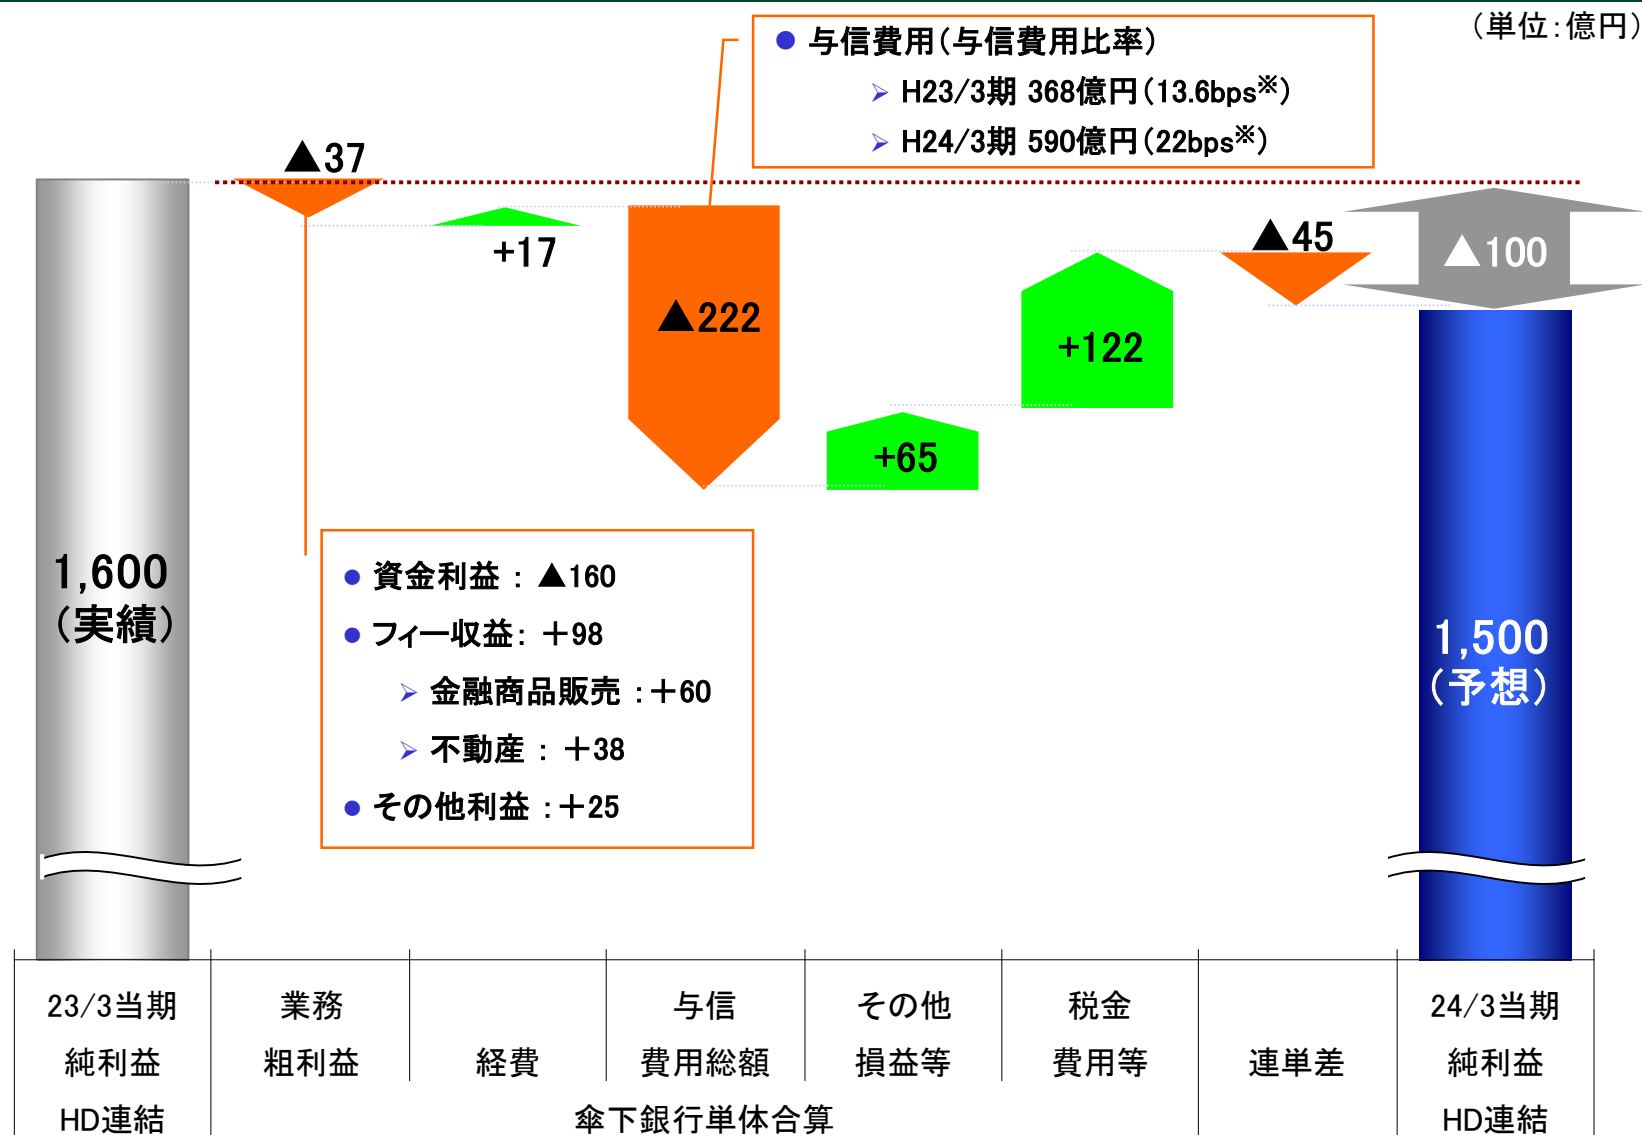 (単位:億円)
● 与信費用(与信費用比率)
➢ H23/3期 368億円(13.6bps※)
➢ H24/3期 590億円(22bps※)
▲37
+17
▲222
+65
+122
▲45
▲100
1,600
(実績)
● 資金利益 : ▲160
● フィー収益: +98
➢ 金融商品販売 :+60
➢ 不動産 : +38
● その他利益 :+25
1,500
(予想)
23/3当期
純利益
HD連結
業務
粗利益
経費
与信
費用総額
その他
損益等
税金
費用等
傘下銀行単体合算
連単差
24/3当期
純利益
HD連結